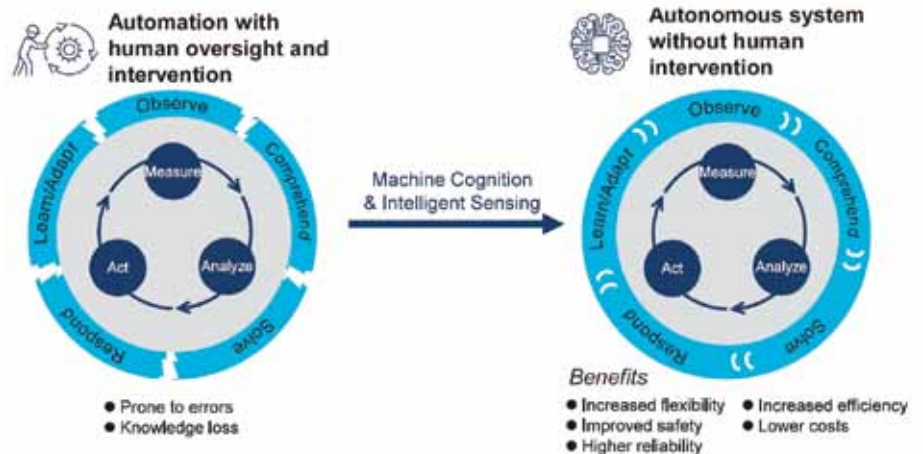 Automation with
human oversight and
intervention
Observe
Comprehend
Solve
Respond
Learn/Adapt
Measure
Analyze
Act
● Prone to errors
● Knowledge loss
Machine Cognition
& Intelligent Sensing
Autonomous system
without human
intervention
Observe
Comprehend
Solve
Respond
Learn/Adapt
Measure
Analyze
Act
Benefits
● Increased flexibility
● Improved safety
● Higher reliability
● Increased efficiency
● Lower costs